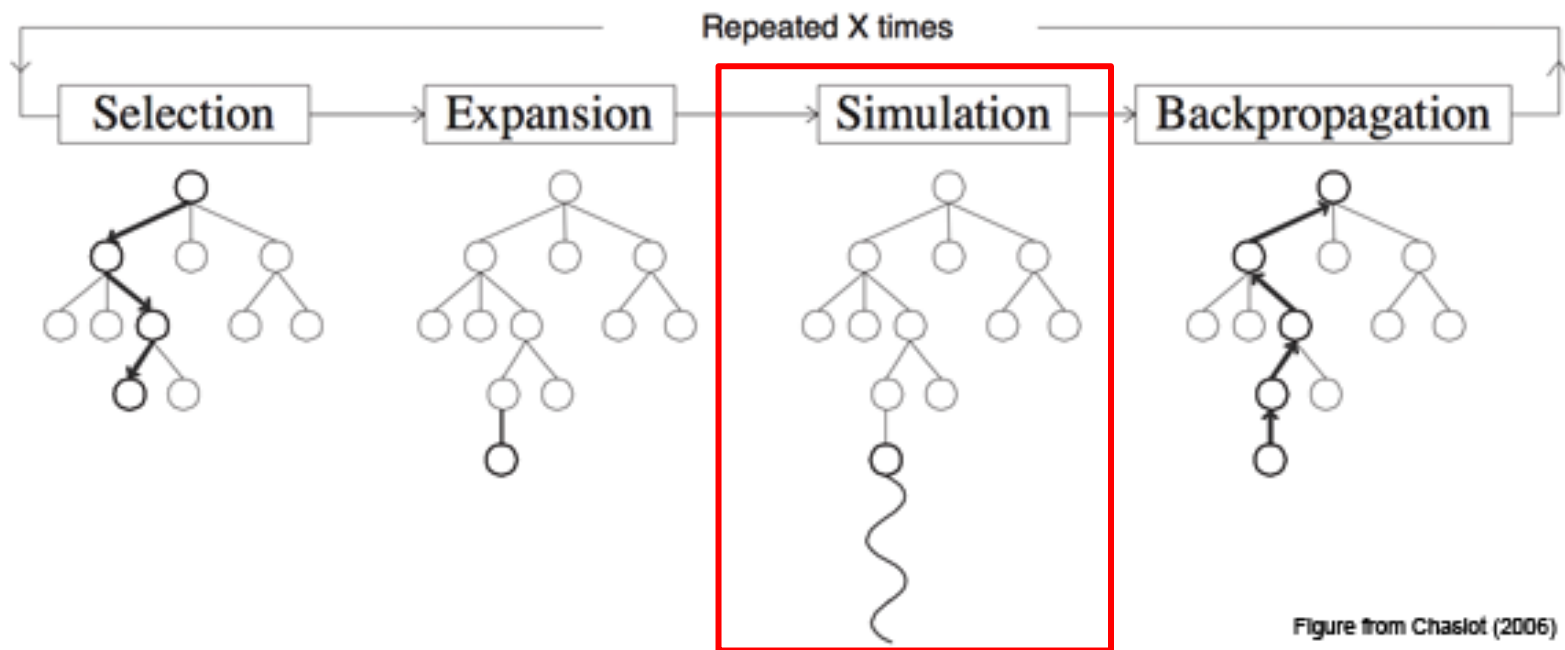 Repeated X times
Selection
Expansion
Simulation
Backpropagation
Figure from Chaslot (2006)